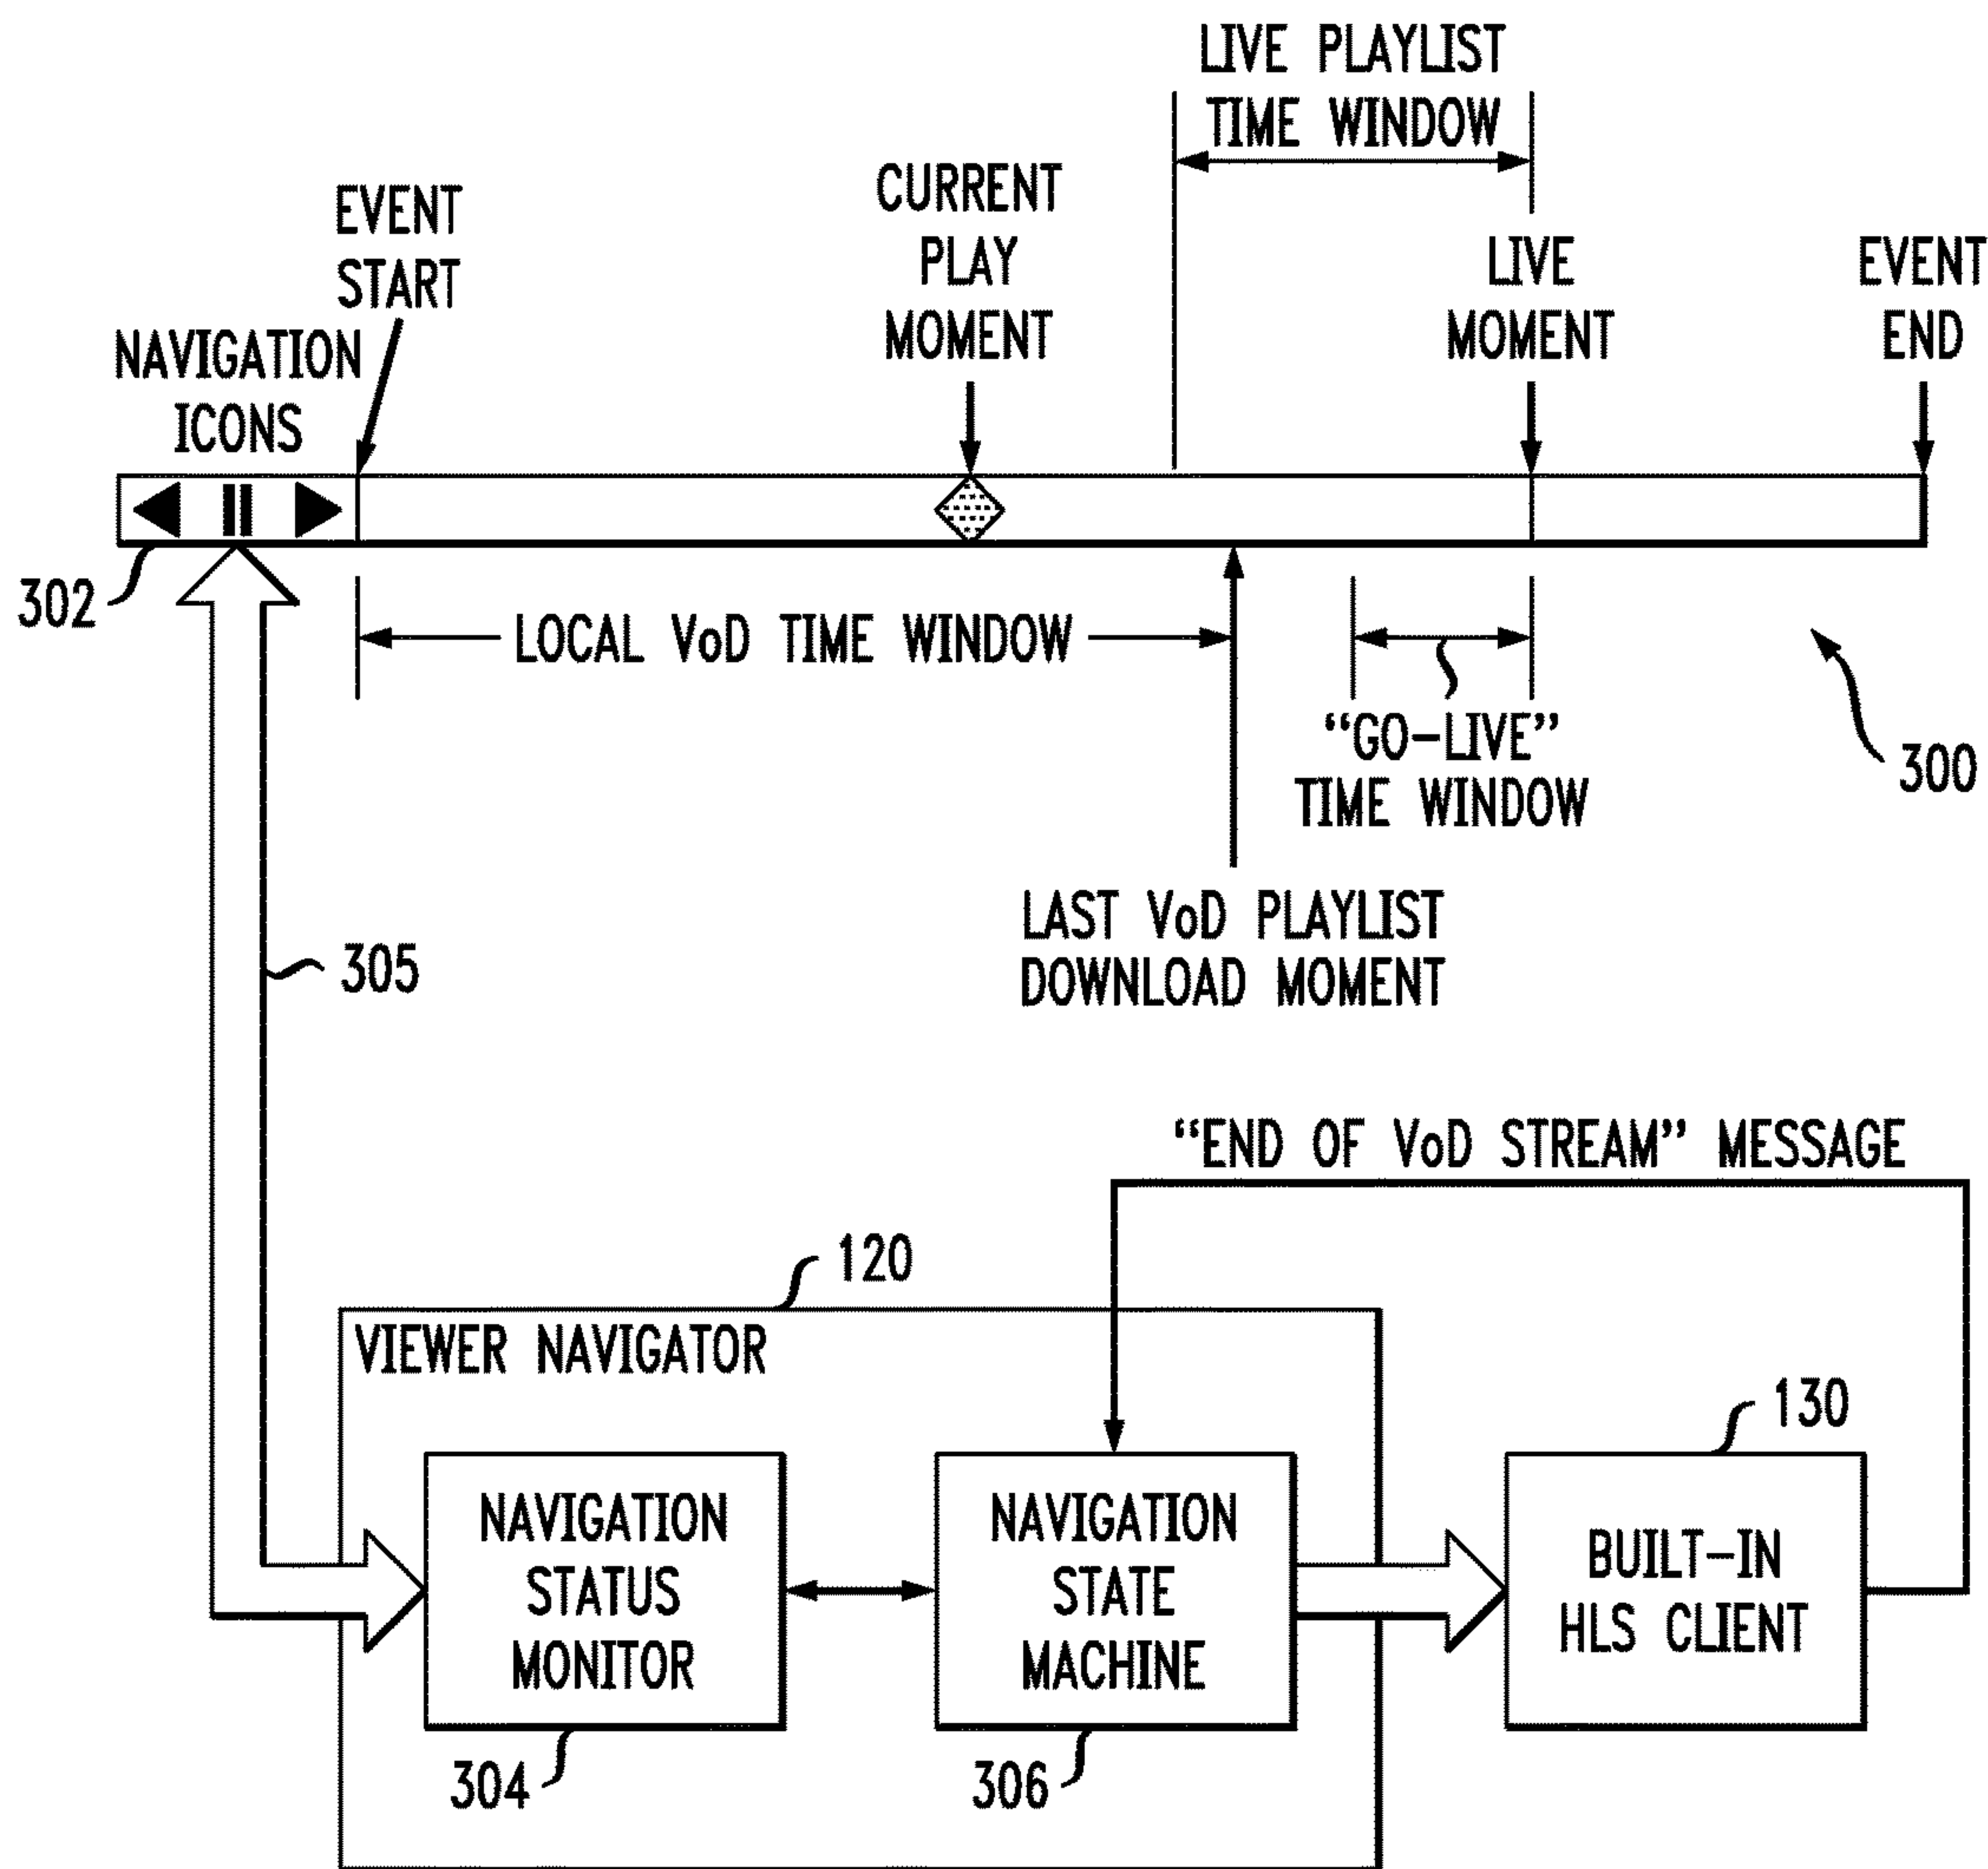 LIVE PLAYLIST
TIME WINDOW
EVENT
START
CURRENT
PLAY
MOMENT
LIVE
MOMENT
EVENT
END
NAVIGATION
ICONS
302
LOCAL VoD TIME WINDOW
“GO-LIVE”
TIME WINDOW
300
LAST VoD PLAYLIST
DOWNLOAD MOMENT
305
“END OF VoD STREAM” MESSAGE
120
VIEWER NAVIGATOR
130
NAVIGATION
STATUS
MONITOR
NAVIGATION
STATE
MACHINE
BUILT-IN
HLS CLIENT
304
306